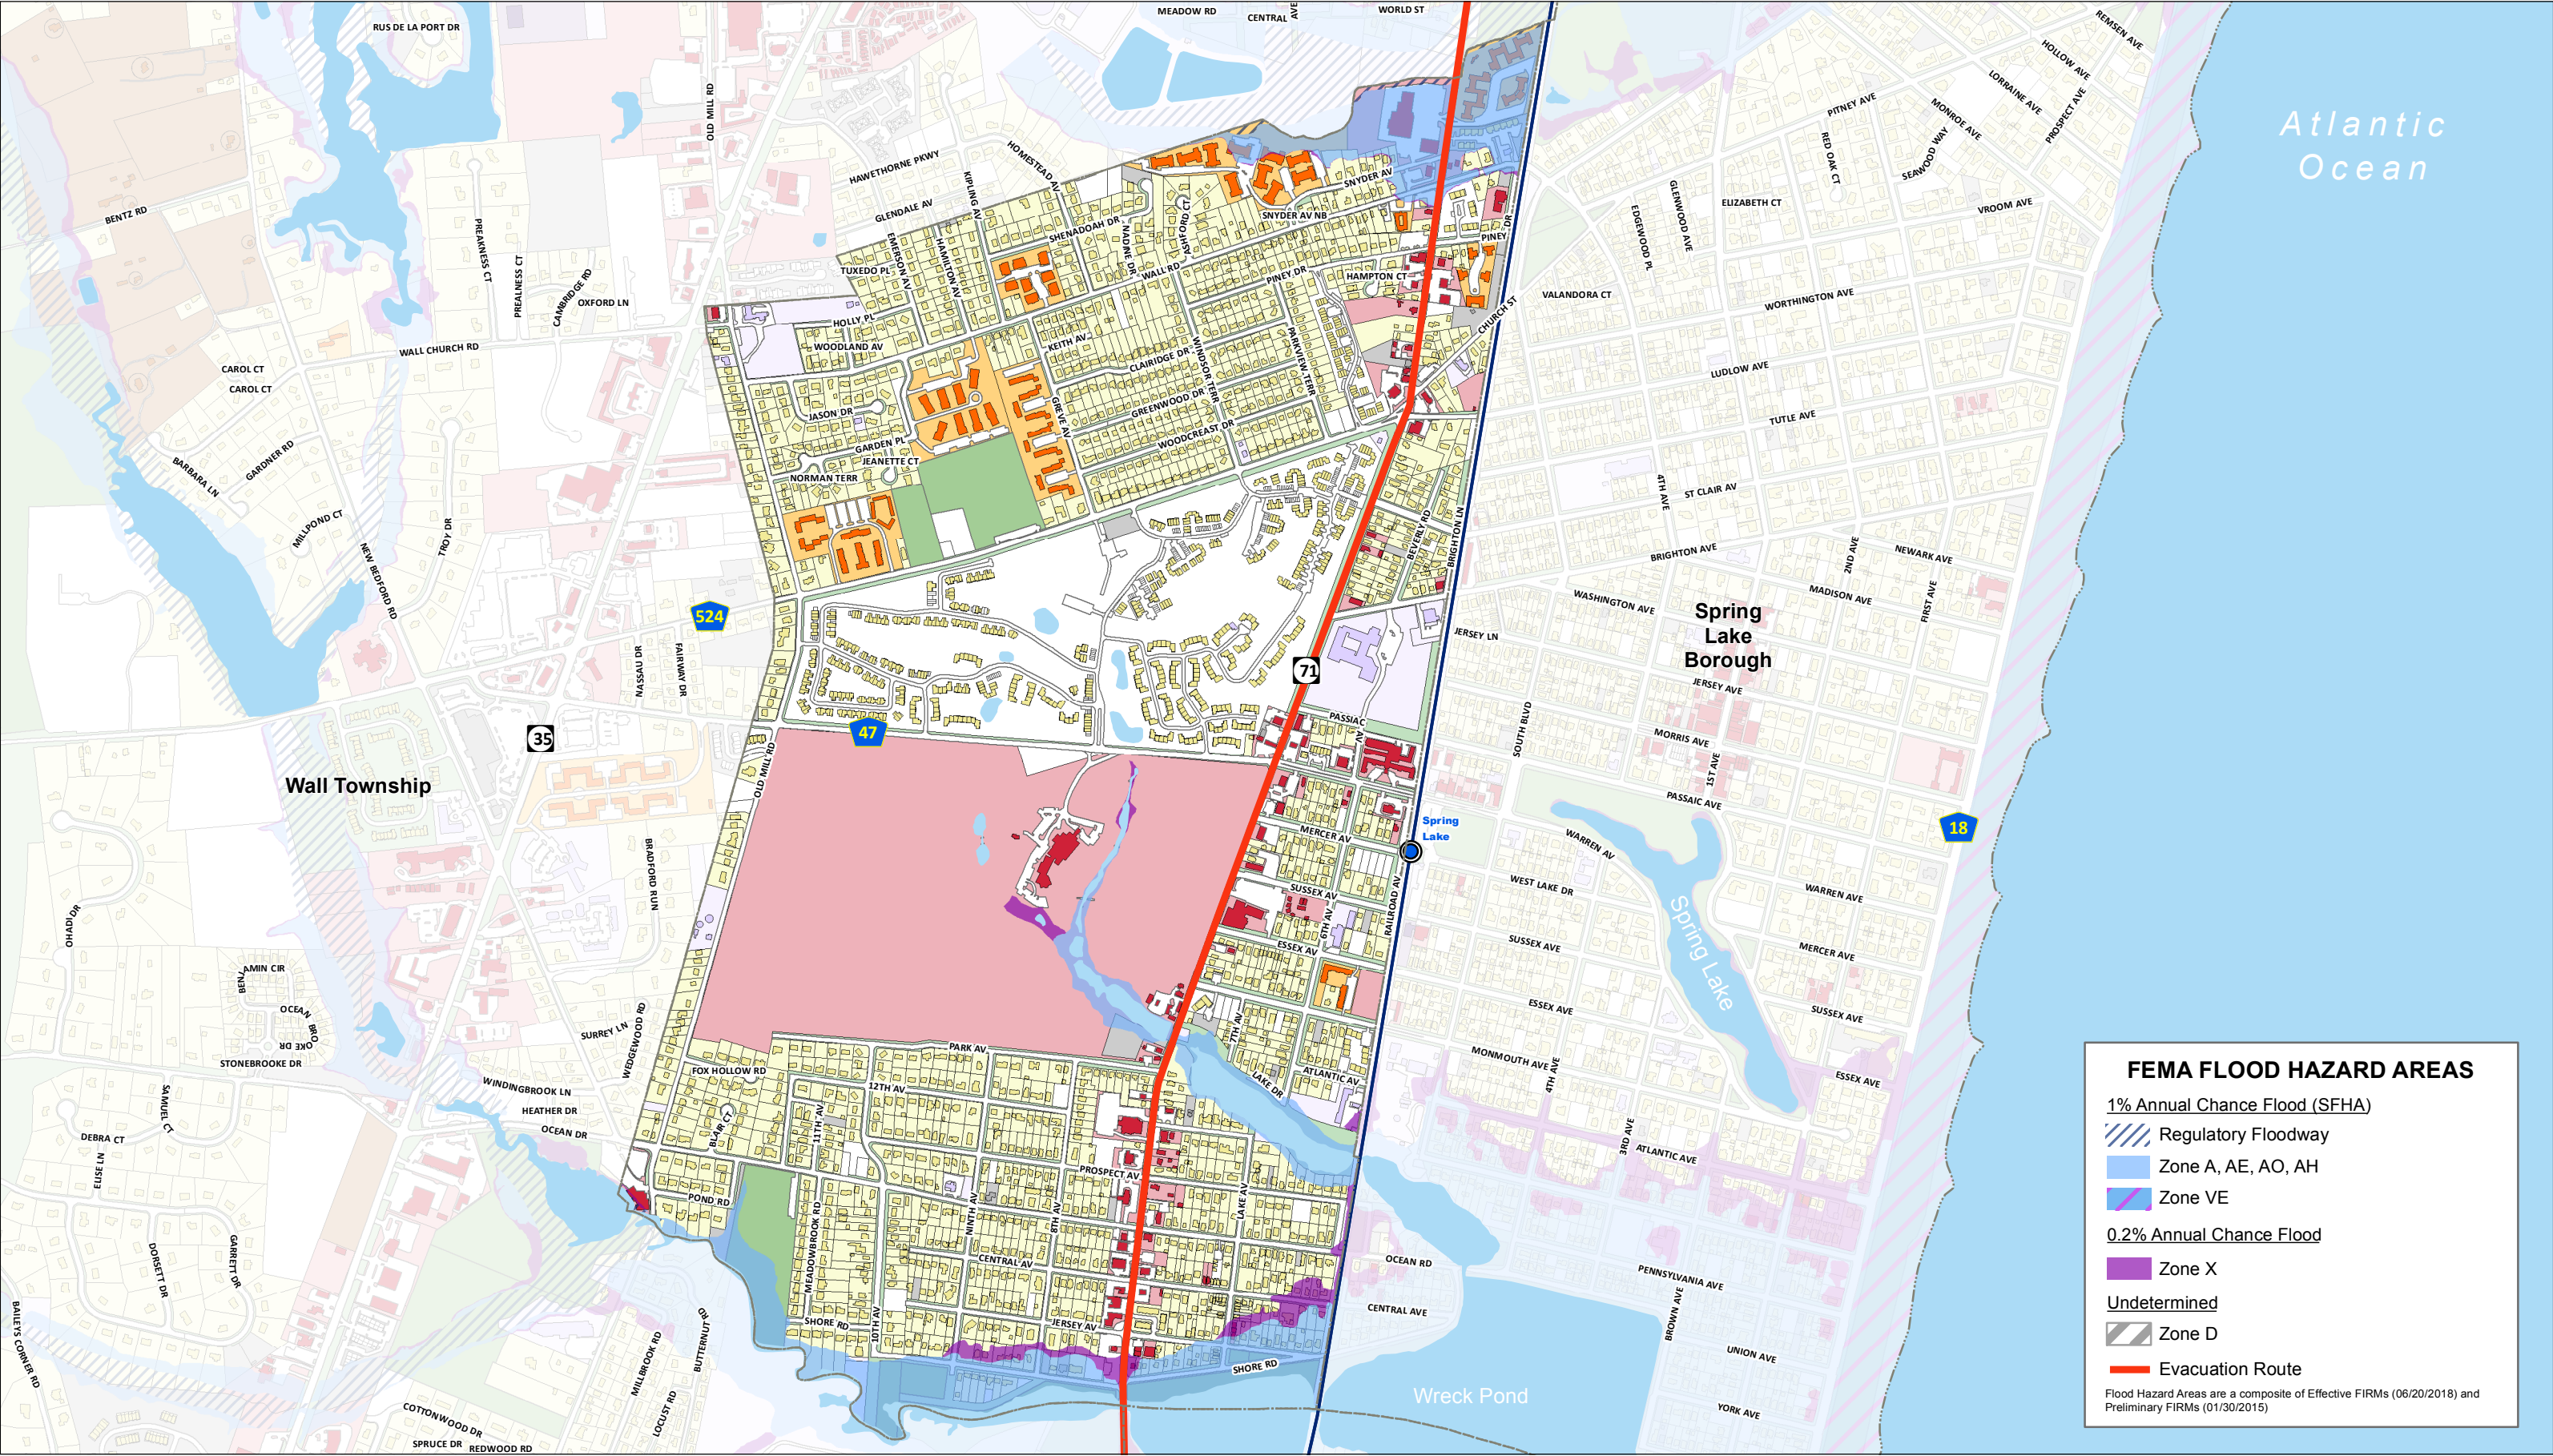 MEADOW RD
CENTRAL AVE
WORLD ST
RUS DE LA PORT DR
REMSEN AVE
HOLLOW AVE
LORRAINE AVE
PROSPECT AVE
MONROE AVE
PITNEY AVE
SEAWOOD WAY
RED OAK CT
Atlantic
Ocean
OLD MILL RD
HAWETHORNE PKWY
HOMESTEAD AV
KIPLING AV
GLENDALE AV
SNYDER AV
SNYDER AV NB
SHENADOAH DR
NADINE DR
ASHFORD CT
EMERSON AV
HAMILTON AV
TUXEDO PL
WALL RD
PINEY DR
PINEY DR
HAMPTON CT
CHURCH ST
ELIZABETH CT
GLENWOOD AVE
EDGEWOOD PL
VROOM AVE
VALANDORA CT
WORTHINGTON AVE
BENTZ RD
PREAKNESS CT
PREALNESS CT
CAMBRIDGE RD
OXFORD LN
WALL CHURCH RD
CAROL CT
CAROL CT
HOLLY PL
WOODLAND AV
KEITH AV
CLAIRIDGE DR
WINDSOR TERR
PARKVIEW TERR
GREENWOOD DR
WOODCREAST DR
GREVE AV
JASON DR
GARDEN PL
JEANETTE CT
NORMAN TERR
LUDLOW AVE
TUTLE AVE
ST CLAIR AV
4TH AVE
BARBARA LN
GARDNER RD
MILLPOND CT
NEW BEDFORD RD
TROY DR
BEVERLY RD
BRIGHTON LN
BRIGHTON AVE
2ND AVE
NEWARK AVE
MADISON AVE
FIRST AVE
WASHINGTON AVE
JERSEY LN
Spring
Lake
Borough
JERSEY AVE
524
NASSAU DR
FAIRWAY DR
71
47
35
Wall Township
OLD MILL RD
PASSIAC AV
SOUTH BLVD
MORRIS AVE
1ST AVE
PASSAIC AVE
18
Spring
Lake
MERCER AV
SUSSEX AV
6TH AV
ESSEX AV
RAILROAD AV
WARREN AV
WEST LAKE DR
WARREN AVE
Spring Lake
SUSSEX AVE
MERCER AVE
ESSEX AVE
SUSSEX AVE
MONMOUTH AVE
4TH AVE
ESSEX AVE
3RD AVE
ATLANTIC AVE
BRADFORD RUN
OHADI DR
BENJAMIN CIR
OCEAN BROOKE DR
STONEBROOKE DR
SURREY LN
WEDGEWOOD RD
WINDINGBROOK LN
HEATHER DR
OCEAN DR
SAMUEL CT
DEBRA CT
ELISE LN
DORSETT DR
GARRETT DR
BAILEYS CORNER RD
PARK AV
FOX HOLLOW RD
12TH AV
11TH AV
BLAIR CT
7TH AV
LAKE DR
ATLANTIC AV
PROSPECT AV
POND RD
MEADOWBROOK RD
NINTH AV
8TH AV
LAKE AV
CENTRAL AV
SHORE RD
10TH AV
JERSEY AV
SHORE RD
OCEAN RD
CENTRAL AVE
PENNSYLVANIA AVE
BROWN AVE
UNION AVE
YORK AVE
Wreck Pond
BUTTERNUT RD
MILLBROOK RD
LOCUST RD
COTTONWOOD DR
SPRUCE DR
REDWOOD RD
FEMA FLOOD HAZARD AREAS
1% Annual Chance Flood (SFHA)
Regulatory Floodway
Zone A, AE, AO, AH
Zone VE
0.2% Annual Chance Flood
Zone X
Undetermined
Zone D
Evacuation Route
Flood Hazard Areas are a composite of Effective FIRMs (06/20/2018) and
Preliminary FIRMs (01/30/2015)